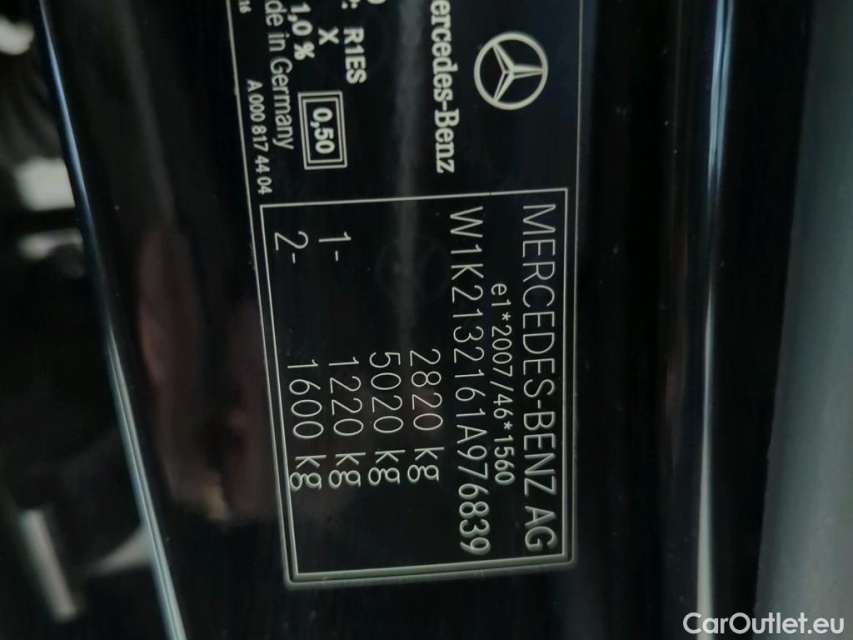 MERCEDES-BENZ AG
e1*2007/46*1560
W1K2132161A976839
2820 kg
5020 kg
1- 1220 kg
2- 1600 kg
Mercedes-Benz
R1ES
X
0,50
1,0 %
de in Germany
A 000 817 44 04
16
CarOutlet.eu